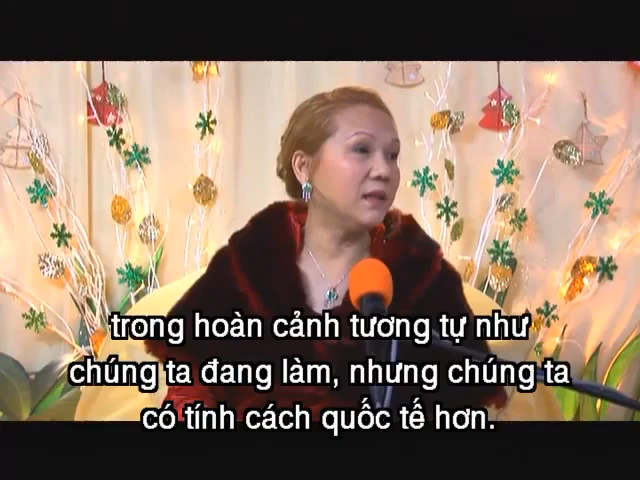 trong hoàn cảnh tương tự như
chúng ta đang làm, nhưng chúng ta
có tính cách quốc tế hơn.